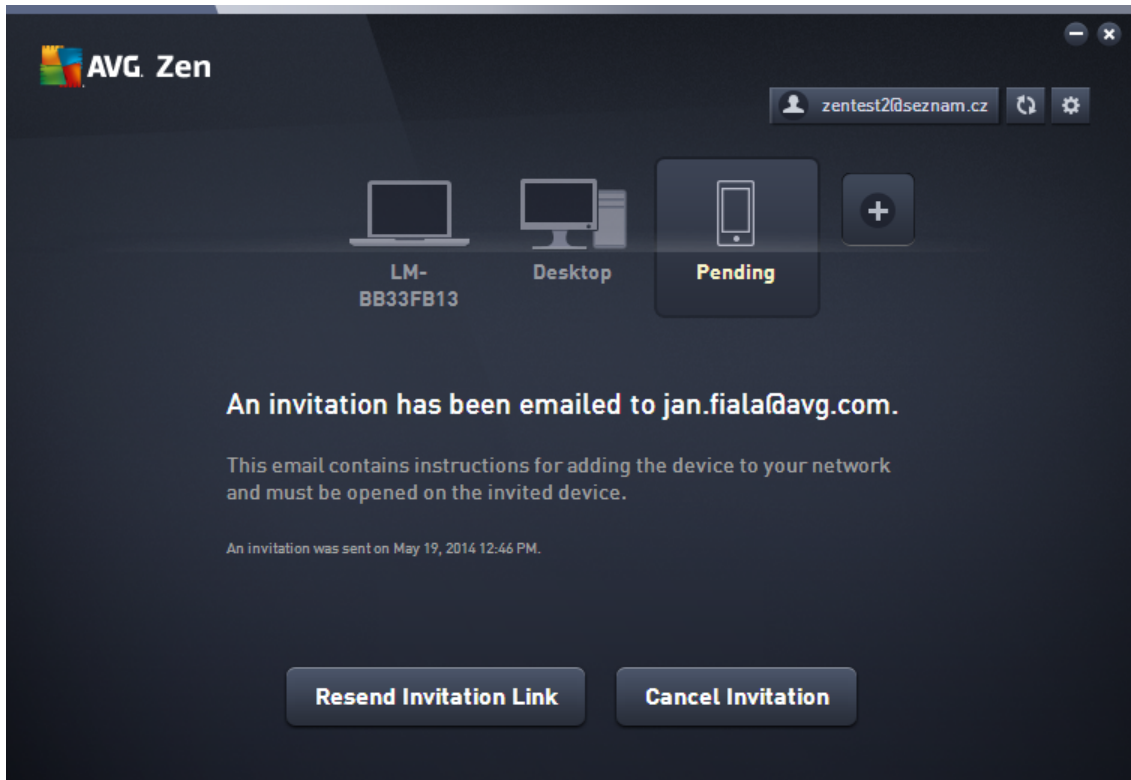 AVG. Zen
zentest2@seznam.cz
LM-
BB33FB13
Desktop
Pending
An invitation has been emailed to jan.fiala@avg.com.
This email contains instructions for adding the device to your network
and must be opened on the invited device.
An invitation was sent on May 19, 2014 12:46 PM.
Resend Invitation Link
Cancel Invitation